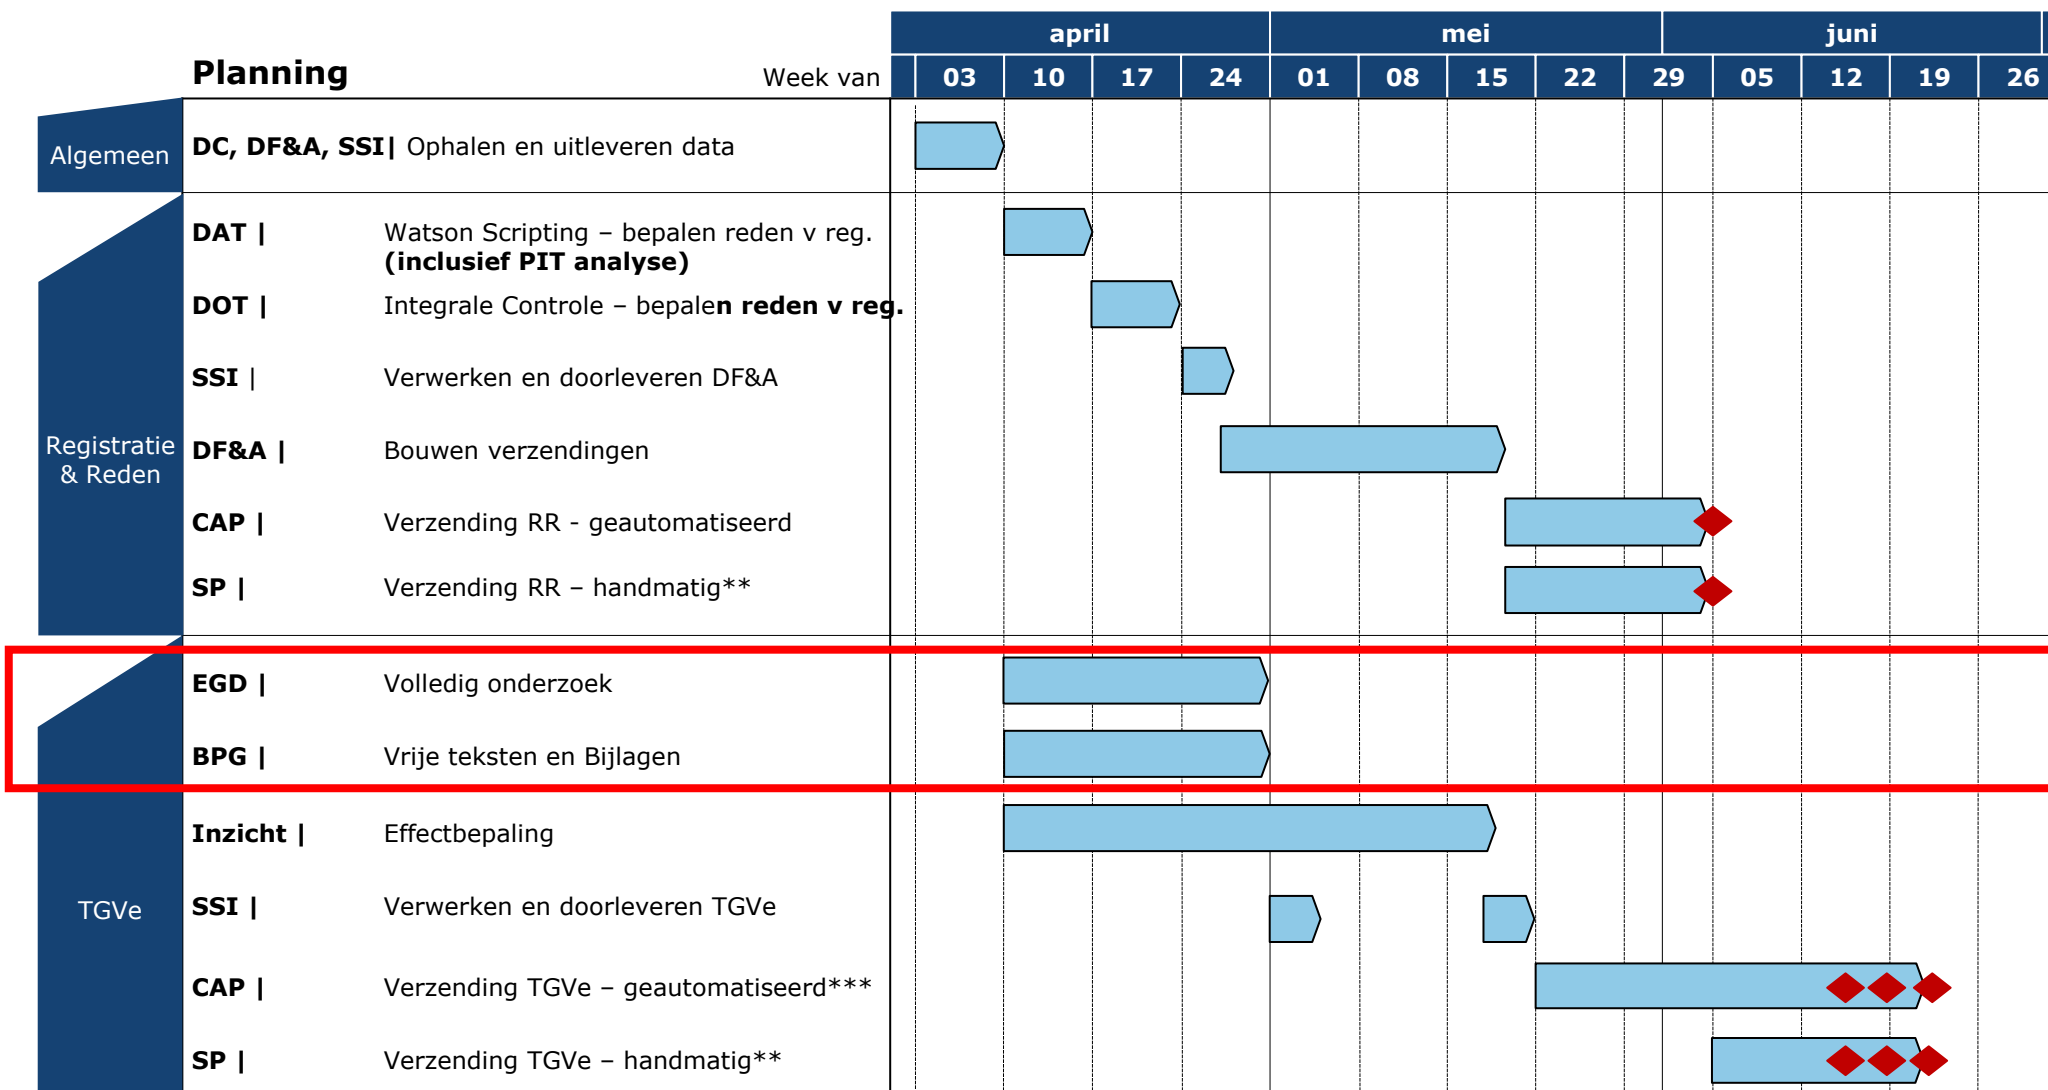 april mei juni
Planning Week van 03 10 17 24 01 08 15 22 29 05 12 19 26
Algemeen
DC, DF&A, SSI| Ophalen en uitleveren data
DAT | Watson Scripting – bepalen reden v reg.
(inclusief PIT analyse)
DOT | Integrale Controle – bepalen reden v reg.
SSI | Verwerken en doorleveren DF&A
Registratie
& Reden
DF&A | Bouwen verzendingen
CAP | Verzending RR - geautomatiseerd
SP | Verzending RR – handmatig**
EGD | Volledig onderzoek
BPG | Vrije teksten en Bijlagen
Inzicht | Effectbepaling
TGVe
SSI | Verwerken en doorleveren TGVe
CAP | Verzending TGVe – geautomatiseerd***
SP | Verzending TGVe – handmatig**